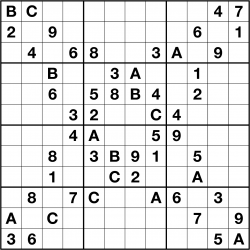 B C 4 7
2 9 6 1
4 6 8 3 A 9
B 3 A 1
6 5 8 B 4 2
3 2 C 4
4 A 5 9
8 3 B 9 1 5
1 C 2 A
8 7 C A 6 3
A C 7 9
3 6 5 A